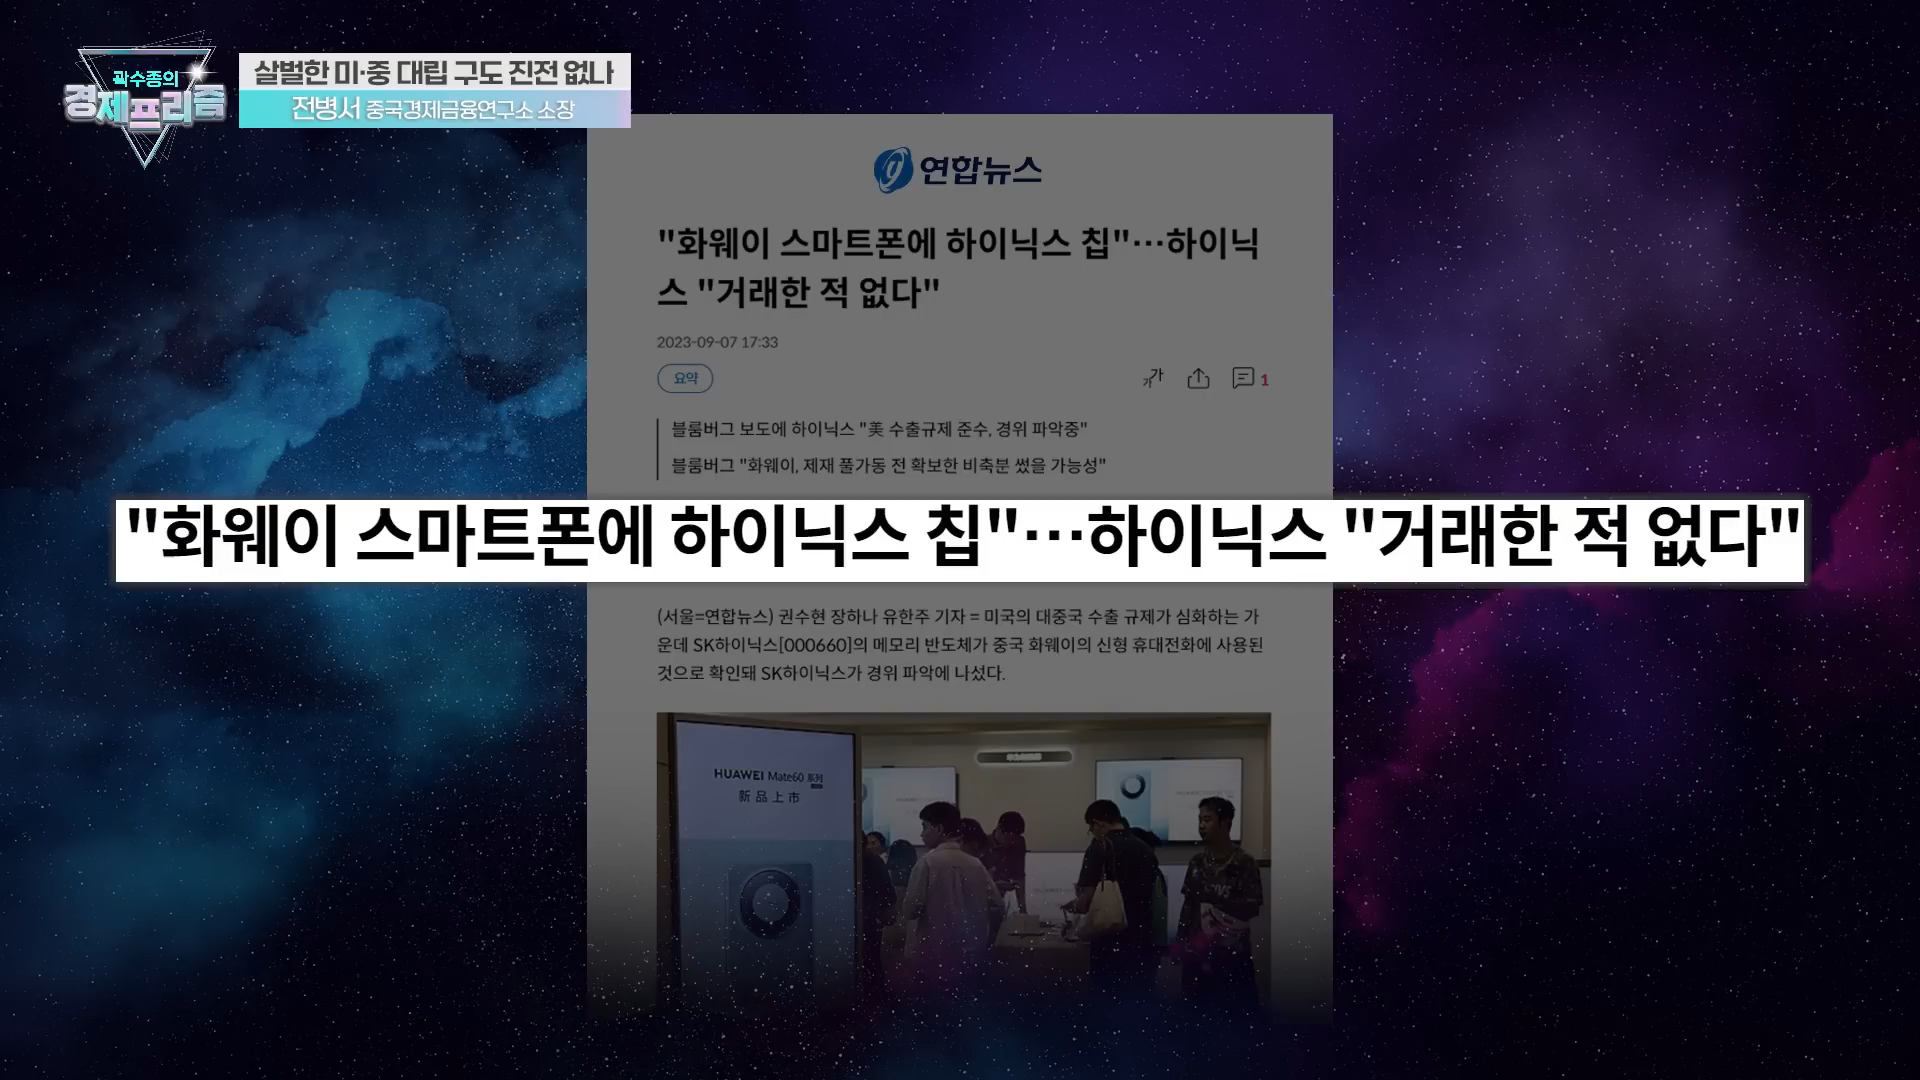 곽수종의
경제프리즘
살벌한 미·중 대립 구도 진전 없나
전병서 중국경제금융연구소 소장
연합뉴스
"화웨이 스마트폰에 하이닉스 칩"…하이닉
스 "거래한 적 없다"
2023-09-07 17:33
요약
가가
1
블룸버그 보도에 하이닉스 "美 수출규제 준수, 경위 파악중"
블룸버그 "화웨이, 제재 풀가동 전 확보한 비축분 썼을 가능성"
"화웨이 스마트폰에 하이닉스 칩"…하이닉스 "거래한 적 없다"
(서울=연합뉴스) 권수현 장하나 유한주 기자 = 미국의 대중국 수출 규제가 심화하는 가
운데 SK하이닉스[000660]의 메모리 반도체가 중국 화웨이의 신형 휴대전화에 사용된
것으로 확인돼 SK하이닉스가 경위 파악에 나섰다.
HUAWEI Mate60 系列
新品上市